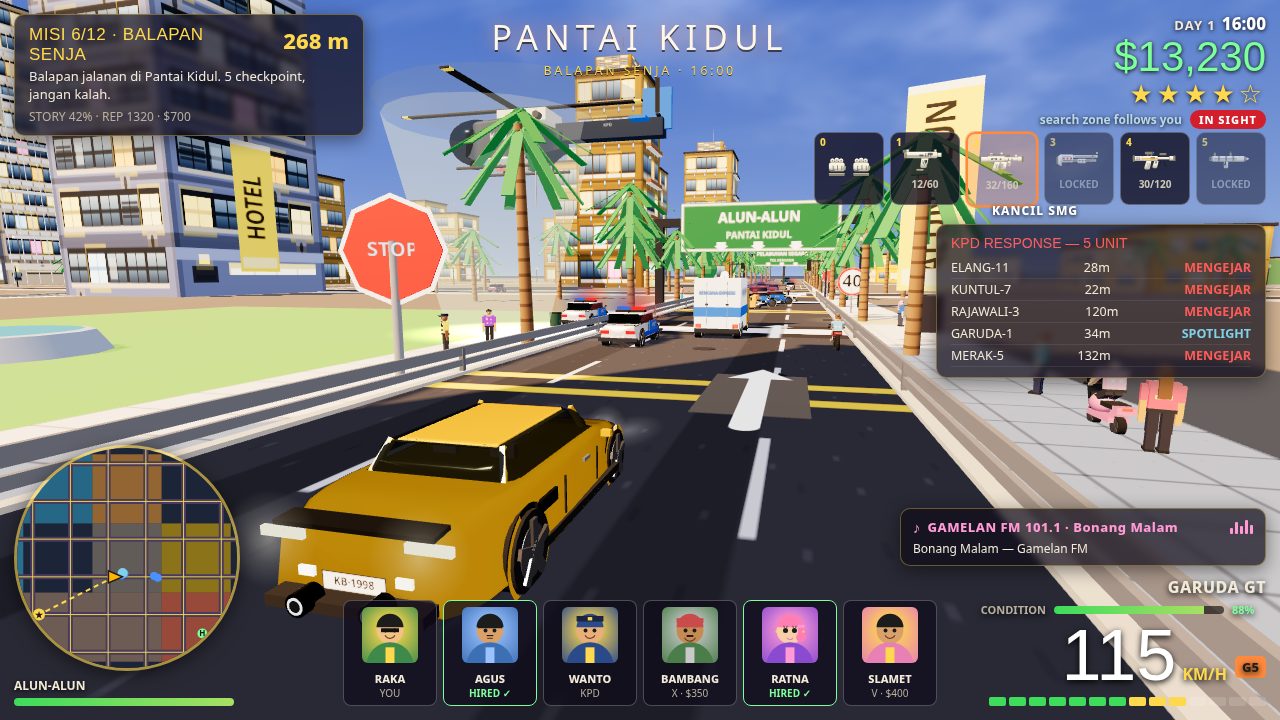 MISI 6/12 · BALAPAN SENJA
268 m
Balapan jalanan di Pantai Kidul. 5 checkpoint, jangan kalah.
STORY 42% · REP 1320 · $700
PANTAI KIDUL
BALAPAN SENJA · 16:00
DAY 1 16:00
$13,230
search zone follows you IN SIGHT
0
1
12/60
32/160
3
LOCKED
4
30/120
5
LOCKED
KANCIL SMG
KPD RESPONSE — 5 UNIT
ELANG-11 28m MENGEJAR
KUNTUL-7 22m MENGEJAR
RAJAWALI-3 120m MENGEJAR
GARUDA-1 34m SPOTLIGHT
MERAK-5 132m MENGEJAR
HOTEL
STOP
KPD
ALUN-ALUN
PANTAI KIDUL
40
KB-1998
♪ GAMELAN FM 101.1 · Bonang Malam
Bonang Malam — Gamelan FM
GARUDA GT
CONDITION 88%
115 KM/H G5
H
ALUN-ALUN
RAKA
YOU
AGUS
HIRED ✓
WANTO
KPD
BAMBANG
X · $350
RATNA
HIRED ✓
SLAMET
V · $400